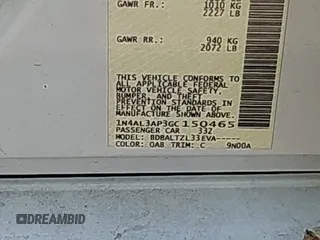 GAWR FR.: 1010 KG
2227 LB
GAWR RR.: 940 KG
2072 LB
THIS VEHICLE CONFORMS TO
ALL APPLICABLE FEDERAL
MOTOR VEHICLE SAFETY,
BUMPER, AND THEFT
PREVENTION STANDARDS
IN EFFECT ON THE DATE OF
MANUFACTURE SHOWN ABOVE.
1N4AL3AP3GC150465
PASSENGER CAR 332
MODEL: BDBALTZL33EVA-----
COLOR: QAB TRIM: C 9N00A
DREAMBID